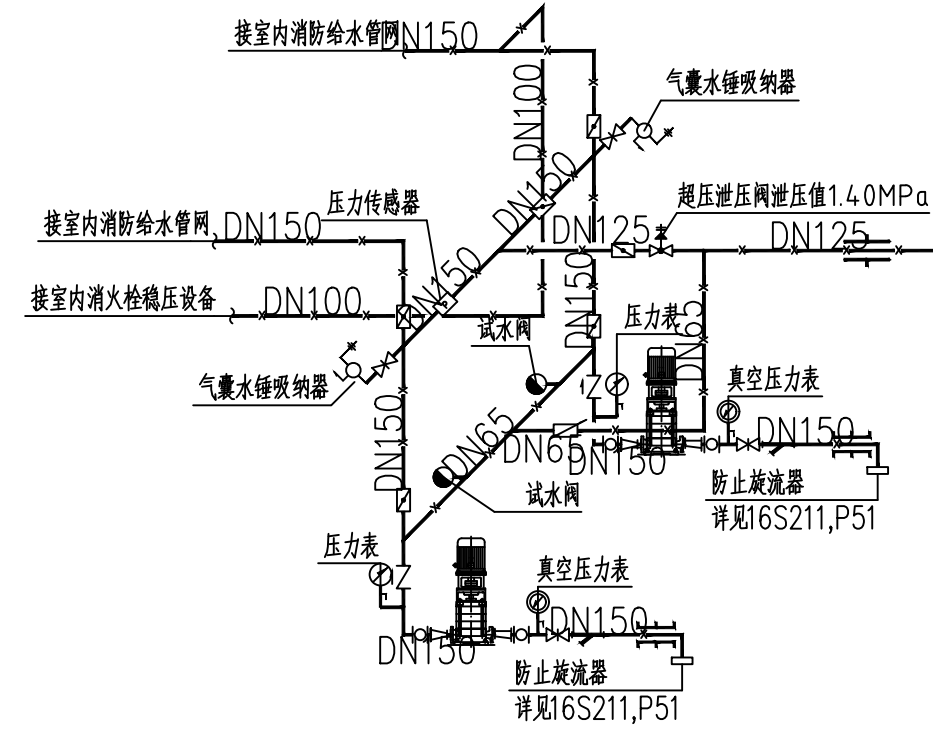 接室内消防给水管网
DN150
气囊水锤吸纳器
DN100
DN150
压力传感器
超压泄压阀泄压值1.40MPa
接室内消防给水管网
DN150
DN125
DN125
DN150
DN150
接室内消火栓稳压设备
DN100
P
试水阀
压力表
DN65
气囊水锤吸纳器
真空压力表
DN150
DN65
DN65
DN150
DN150
试水阀
防止旋流器
详见16S211,P51
压力表
真空压力表
DN150
DN150
防止旋流器
详见16S211,P51